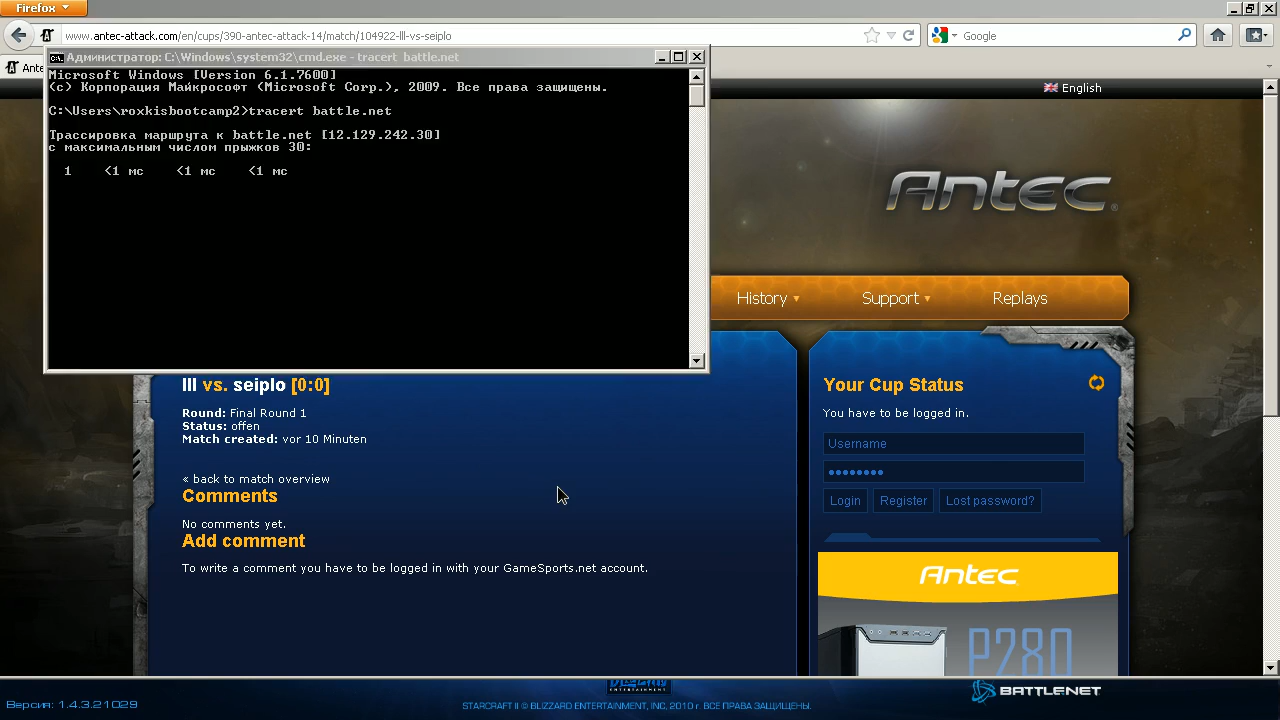 Firefox
www.antec-attack.com/en/cups/3/0-antec-attack-14/match/104922-lll-vs-seiplo
Google
Ante
Администратор: C:\Windows\system32\cmd.exe - tracert battle.net
Microsoft Windows [Version 6.1.7600]
(c) Корпорация Майкрософт (Microsoft Corp.), 2009. Все права защищены.
C:\Users\roxkisbootcamp2>tracert battle.net
Трассировка маршрута к battle.net [12.129.242.30]
с максимальным числом прыжков 30:
1 <1 мс <1 мс <1 мс
English
Antec
History
Support
Replays
lll vs. seiplo [0:0]
Round: Final Round 1
Status: offen
Match created: vor 10 Minuten
« back to match overview
Comments
No comments yet.
Add comment
To write a comment you have to be logged in with your GameSports.net account.
Your Cup Status
You have to be logged in.
Username
Login
Register
Lost password?
Antec
P280
Версия: 1.4.3.21029
ENTERTAINMENT
STARCRAFT II © BLIZZARD ENTERTAINMENT, INC, 2010 г. ВСЕ ПРАВА ЗАЩИЩЕНЫ.
BATTLE.NET